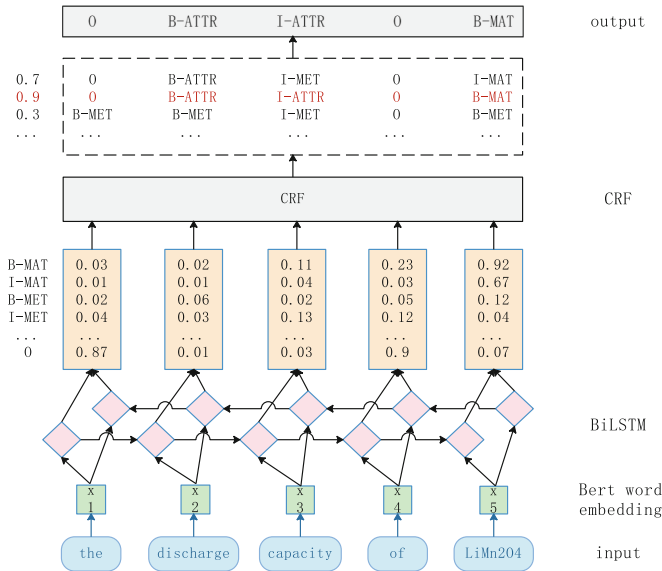 O B-ATTR I-ATTR O B-MAT output
0.7 O B-ATTR I-MET O I-MAT
0.9 O B-ATTR I-ATTR O B-MAT
0.3 B-MET B-MET I-MET O B-MET
... ... ... ... ... ...
CRF CRF
B-MAT 0.03 0.02 0.11 0.23 0.92
I-MAT 0.01 0.01 0.04 0.03 0.67
B-MET 0.02 0.06 0.02 0.05 0.12
I-MET 0.04 0.03 0.13 0.12 0.04
... ... ... ... ... ...
O 0.87 0.01 0.03 0.9 0.07
BiLSTM
x x x x x Bert word
1 2 3 4 5 embedding
the discharge capacity of LiMn2O4 input